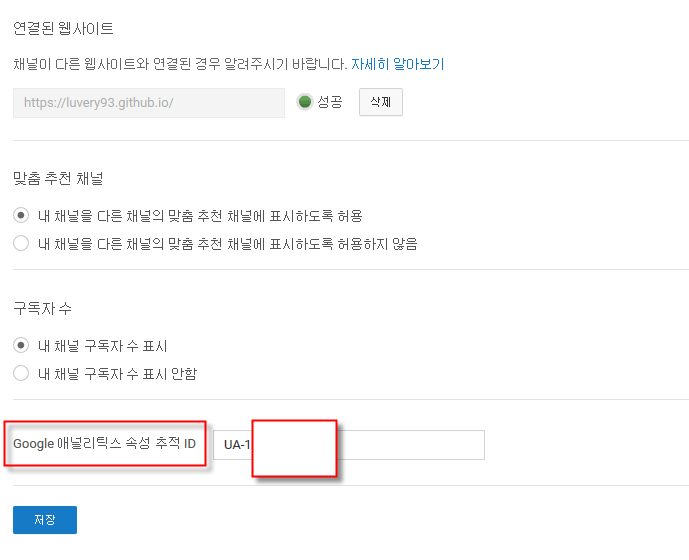 연결된 웹사이트
채널이 다른 웹사이트와 연결된 경우 알려주시기 바랍니다. 자세히 알아보기
https://luvery93.github.io/ 성공 삭제
맞춤 추천 채널
내 채널을 다른 채널의 맞춤 추천 채널에 표시하도록 허용
내 채널을 다른 채널의 맞춤 추천 채널에 표시하도록 허용하지 않음
구독자 수
내 채널 구독자 수 표시
내 채널 구독자 수 표시 안함
Google 애널리틱스 속성 추적 ID UA-1
저장